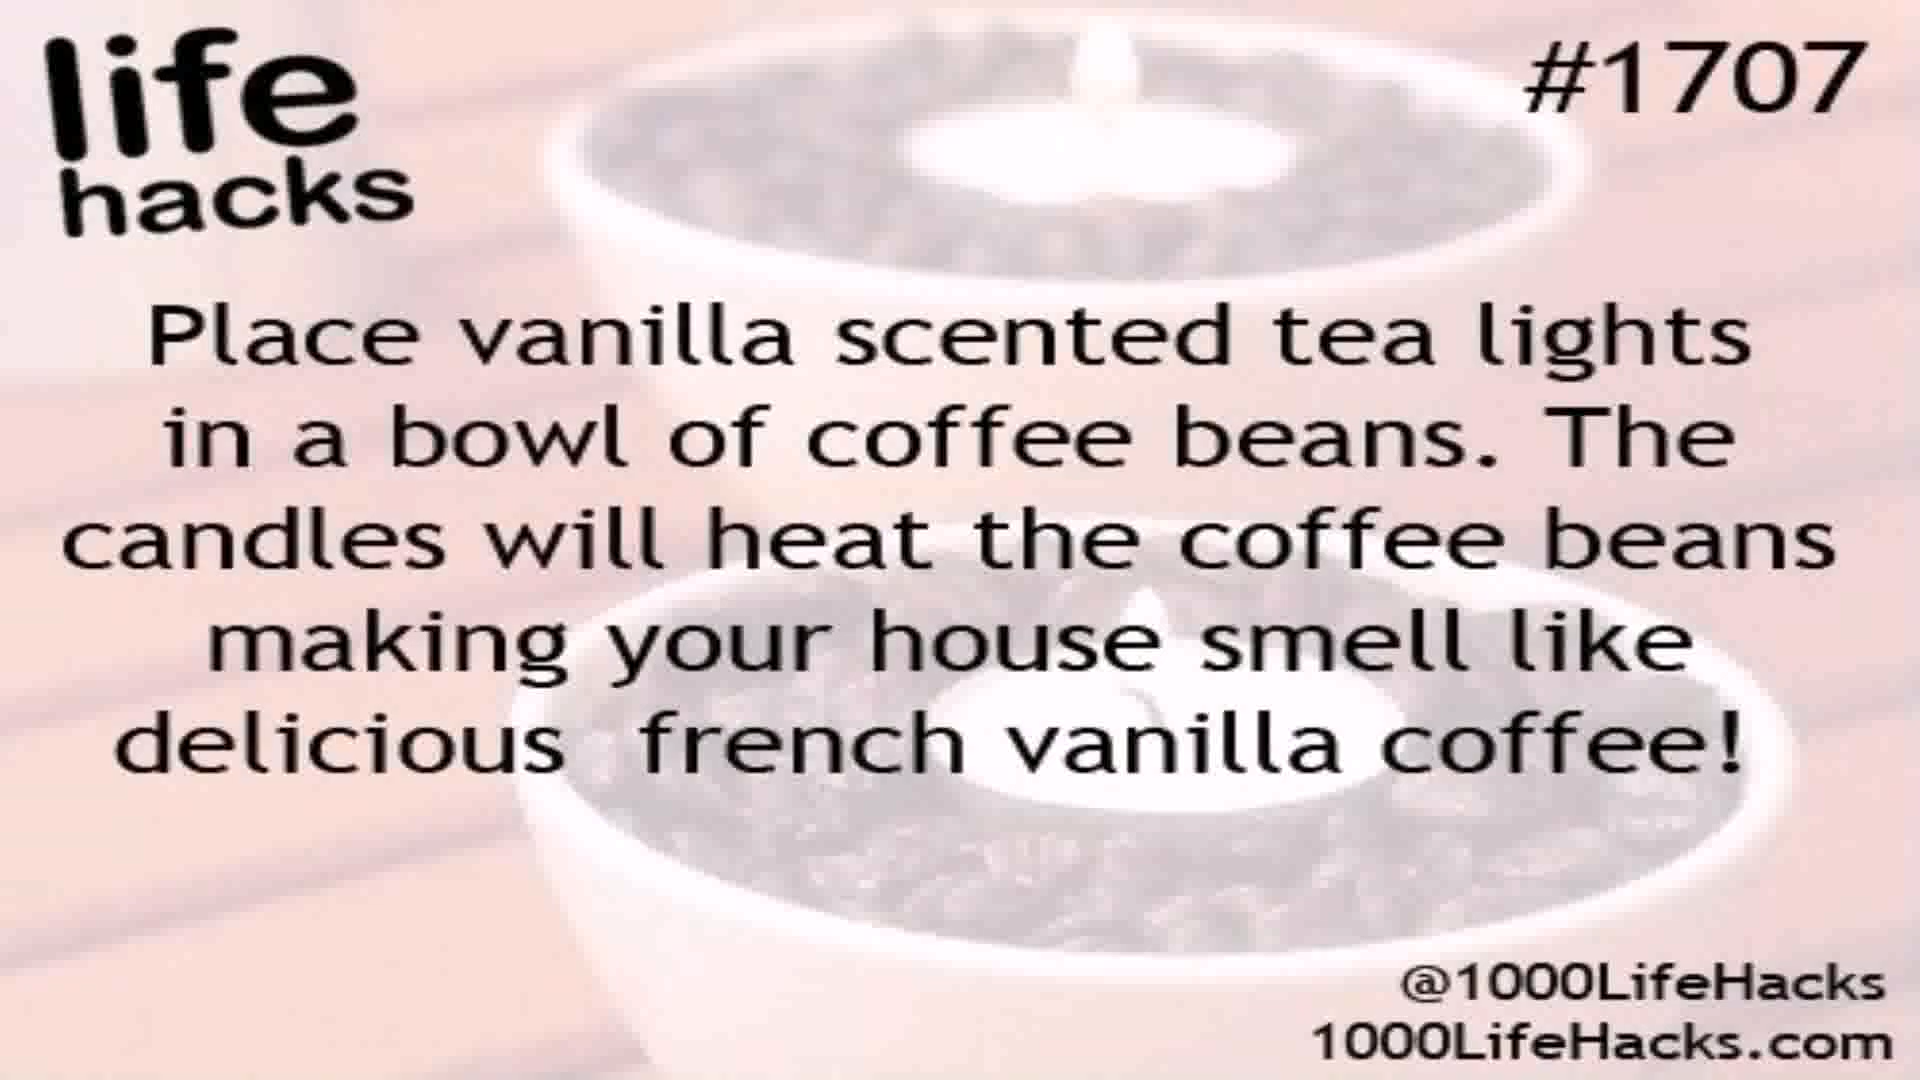 life
hacks
#1707
Place vanilla scented tea lights
in a bowl of coffee beans. The
candles will heat the coffee beans
making your house smell like
delicious french vanilla coffee!
@1000LifeHacks
1000LifeHacks.com